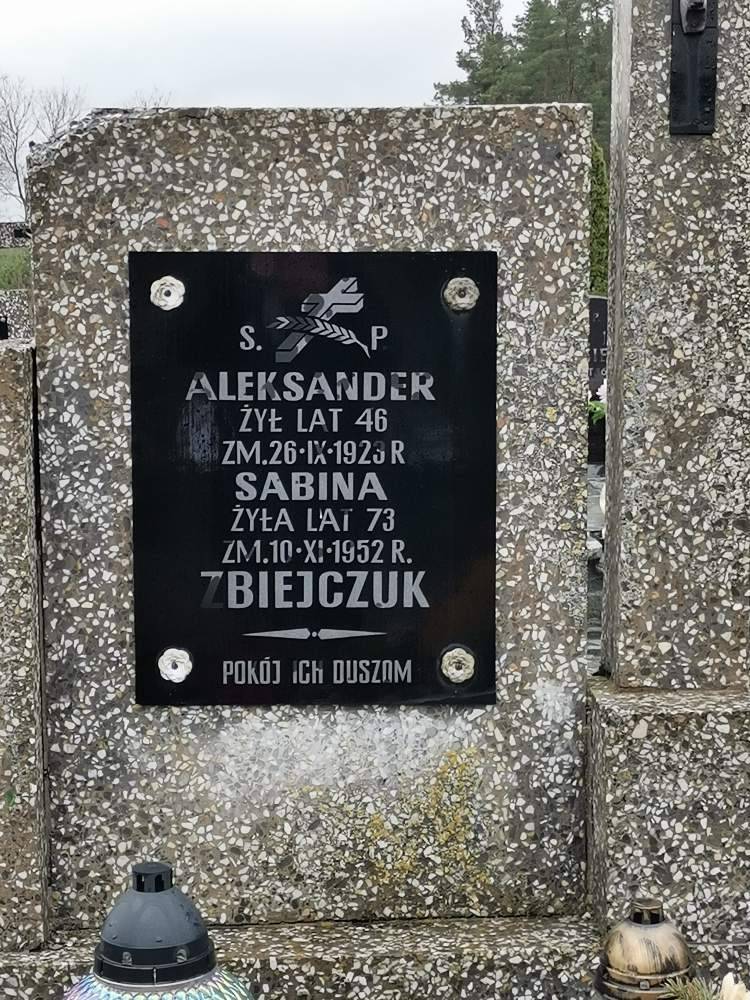 S. P
ALEKSANDER
ŻYŁ LAT 46
ZM.26·IX·1923 R
SABINA
ŻYŁA LAT 73
ZM.10·XI·1952 R.
ZBIEJCZUK
POKÓJ ICH DUSZOM